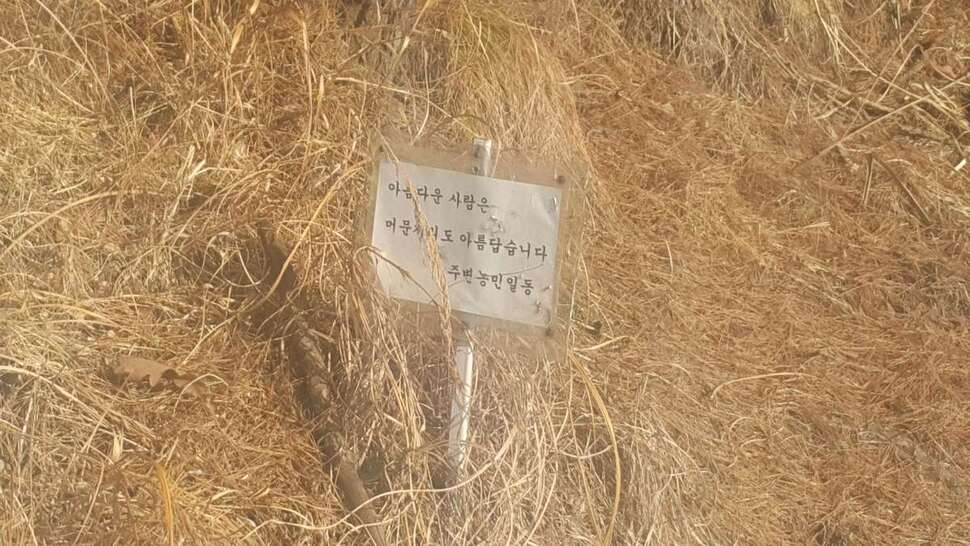 아름다운 사람은
머문자리도 아름답습니다
주변농민일동